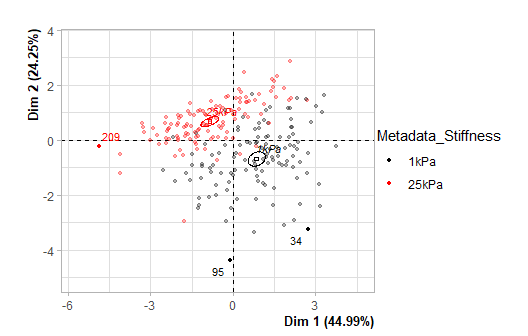 4
2
0
-2
-4
-6
-3
0
3
Dim 2 (24.25%)
Dim 1 (44.99%)
209
25kPa
1kPa
34
95
Metadata_Stiffness
1kPa
25kPa